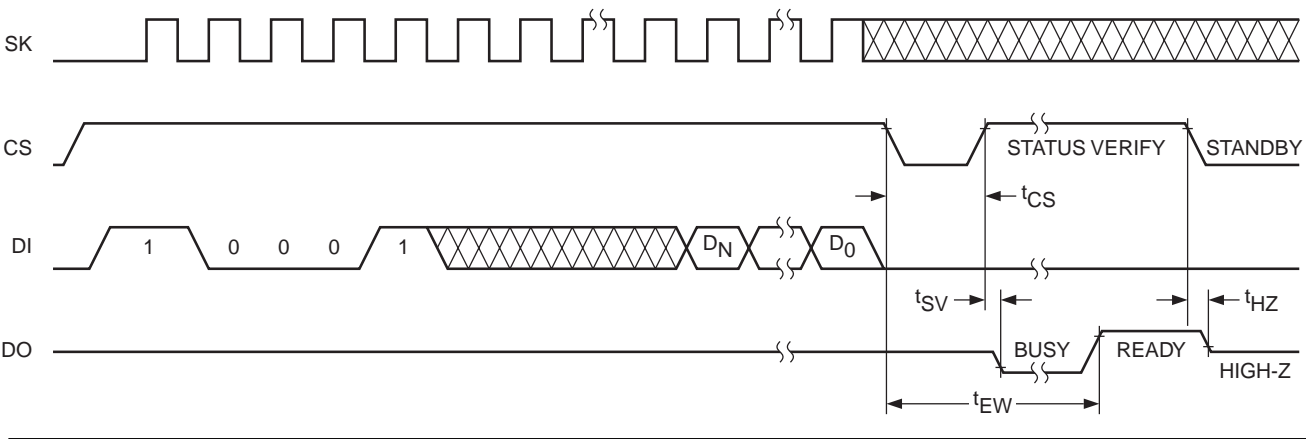 SK
CS
STATUS VERIFY
STANDBY
tCS
DI
1
0
0
0
1
DN
D0
tSV
tHZ
DO
BUSY
READY
HIGH-Z
tEW